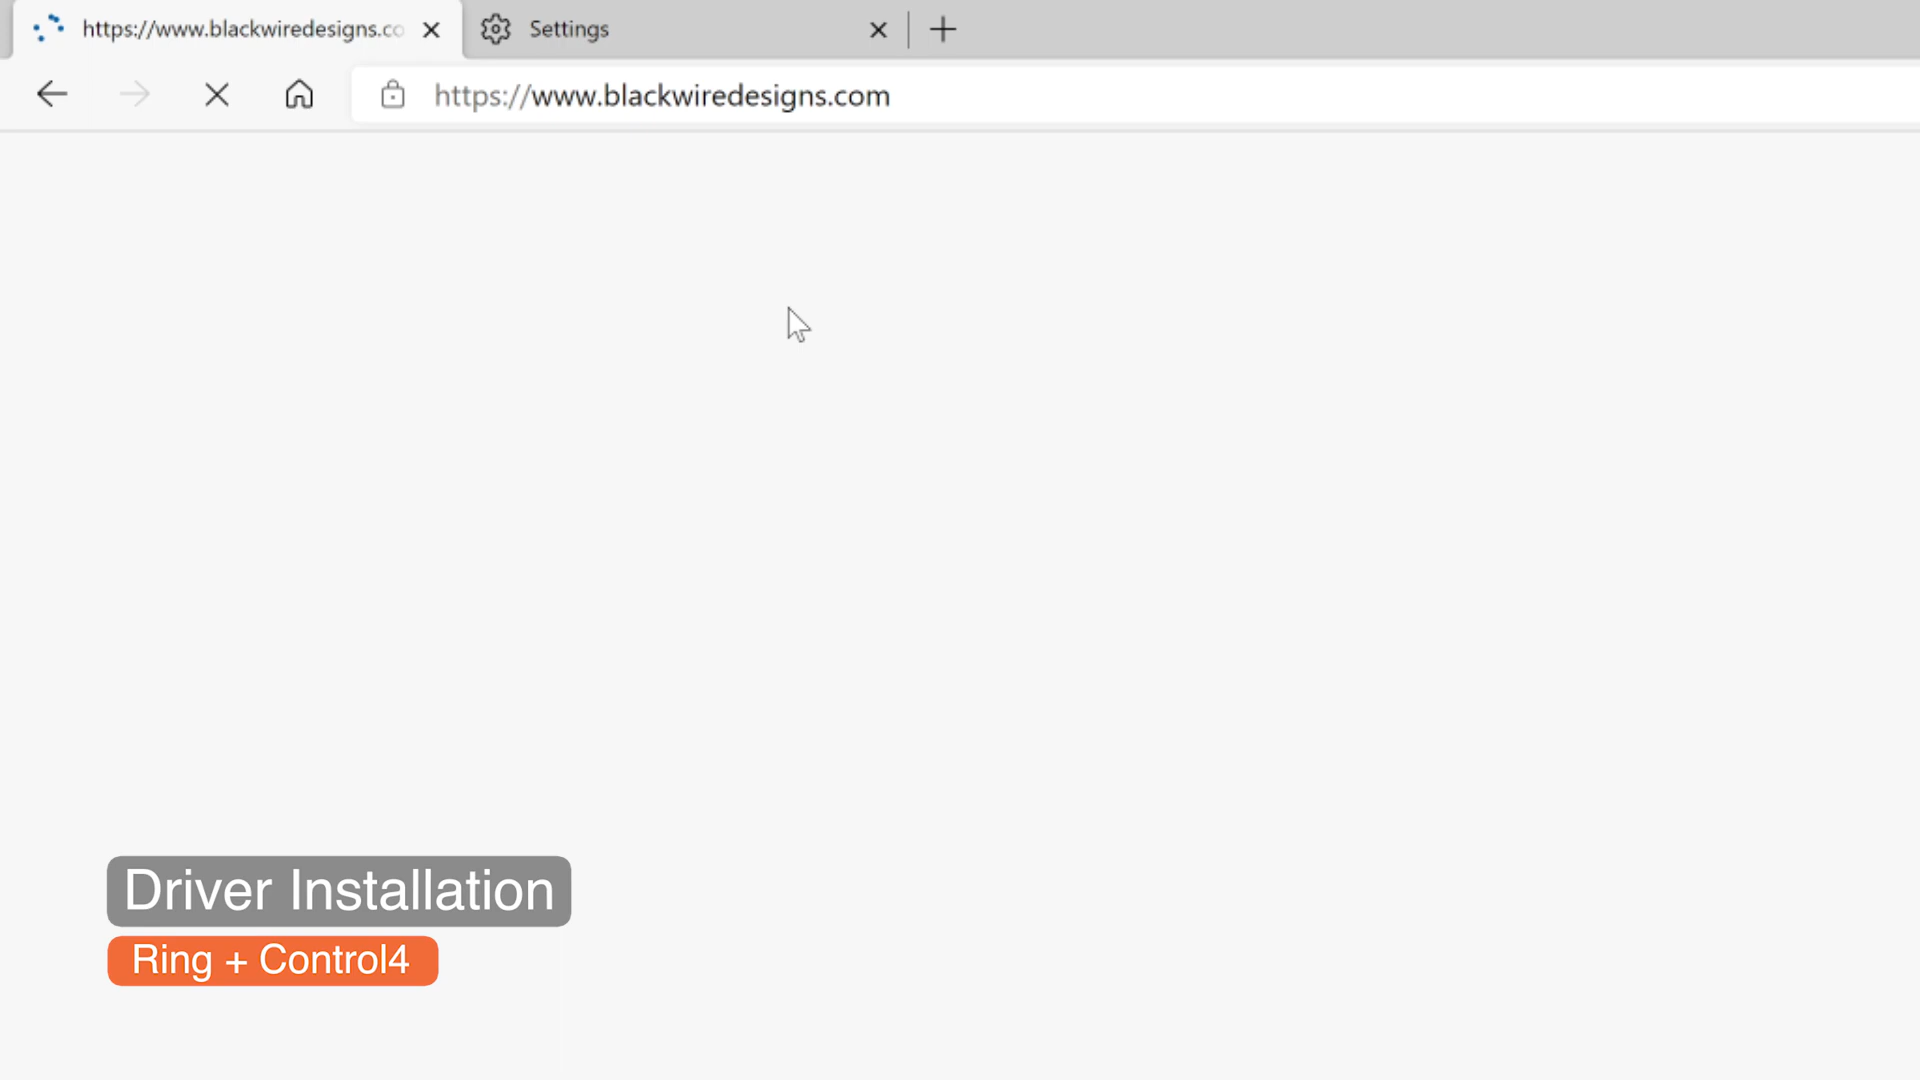 https://www.blackwiredesigns.co
Settings
https://www.blackwiredesigns.com
Driver Installation
Ring + Control4